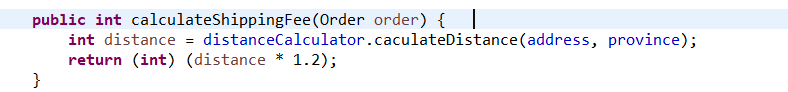 public int calculateShippingFee(Order order) {
int distance = distanceCalculator.caculateDistance(address, province);
return (int) (distance * 1.2);
}